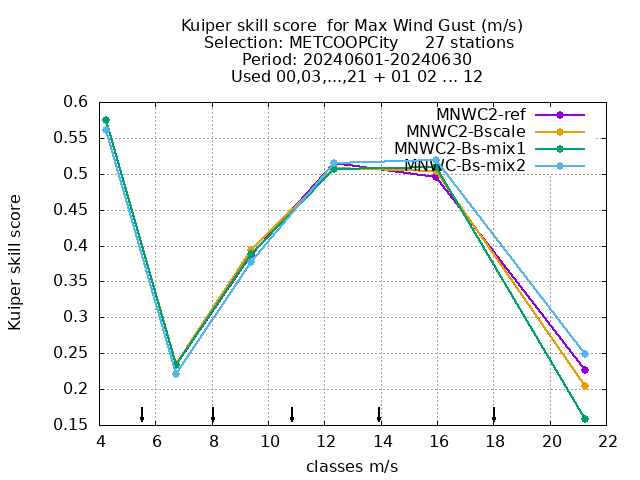 Kuiper skill score  for Max Wind Gust (m/s)
Selection: METCOOPCity     27 stations
Period: 20240601-20240630
Used 00,03,...,21 + 01 02 ... 12
MNWC2-ref
MNWC2-Bscale
MNWC2-Bs-mix1
MNWC-Bs-mix2
Kuiper skill score
0.6
0.55
0.5
0.45
0.4
0.35
0.3
0.25
0.2
0.15
4 6 8 10 12 14 16 18 20 22
classes m/s